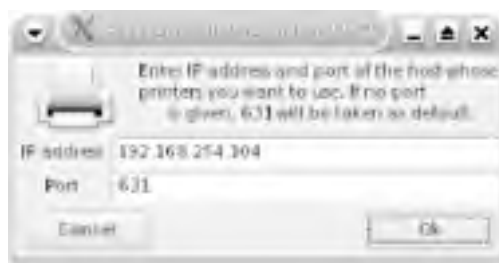 Enter IP address and port of the host whose
printers you want to use. If no port
is given, 631 will be taken as default.
IP address 192.168.254.304
Port 631
Cancel Ok